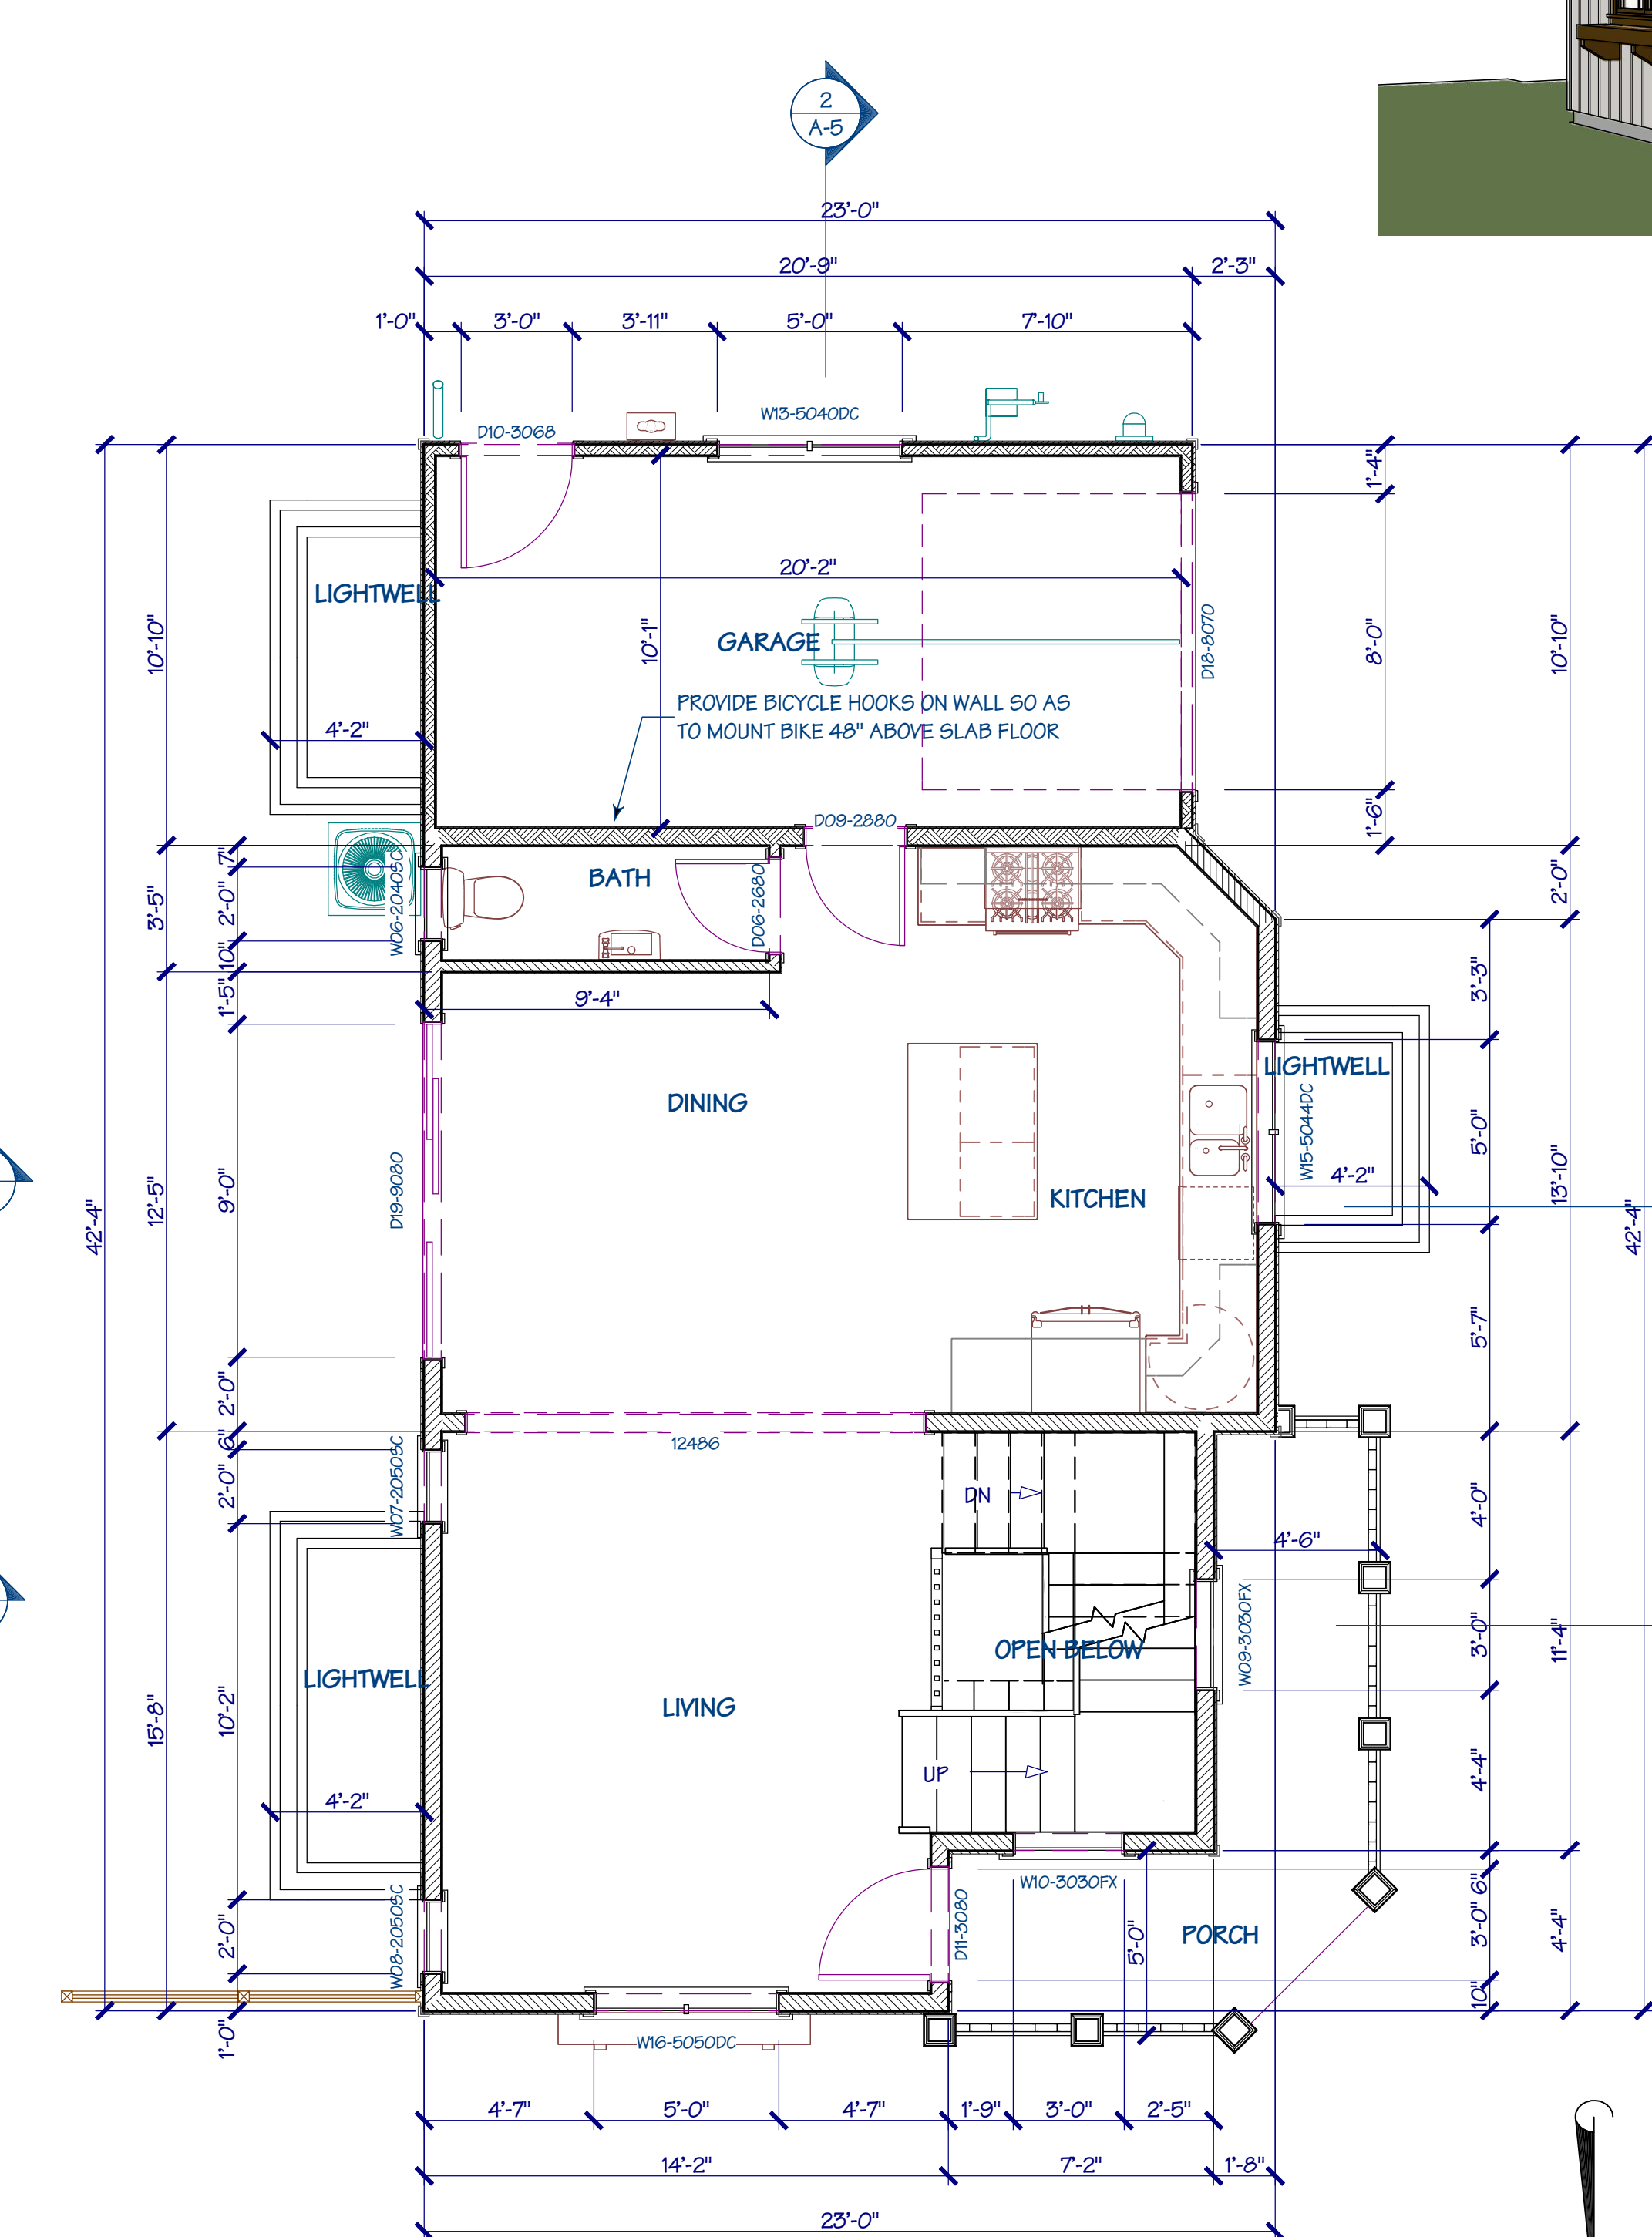 2
A-5
23'-0"
20'-9"
2'-3"
1'-0"
3'-0"
3'-11"
5'-0"
7'-10"
W13-5040DC
D10-3068
1'-4"
LIGHTWELL
20'-2"
10'-10"
10'-1"
GARAGE
D18-8070
8'-0"
10'-10"
PROVIDE BICYCLE HOOKS ON WALL SO AS
TO MOUNT BIKE 48" ABOVE SLAB FLOOR
4'-2"
D09-2880
1'-6"
7"
BATH
W06-2040SC
D06-2680
2'-0"
3'-5"
2'-0"
10"
1'-5"
9'-4"
3'-3"
LIGHTWELL
DINING
W15-5044DC
5'-0"
4'-2"
42'-4"
12'-5"
9'-0"
D19-9080
KITCHEN
13'-10"
42'-4"
5'-7"
2'-0"
6"
12486
W07-2050SC
2'-0"
DN
4'-0"
4'-6"
W09-3030FX
3'-0"
11'-4"
OPEN BELOW
LIGHTWELL
LIVING
15'-8"
10'-2"
UP
4'-4"
4'-2"
W10-3030FX
6"
W08-2050SC
2'-0"
D11-3080
5'-0"
PORCH
3'-0"
4'-4"
10"
1'-0"
W16-5050DC
4'-7"
5'-0"
4'-7"
1'-9"
3'-0"
2'-5"
14'-2"
7'-2"
1'-8"
23'-0"